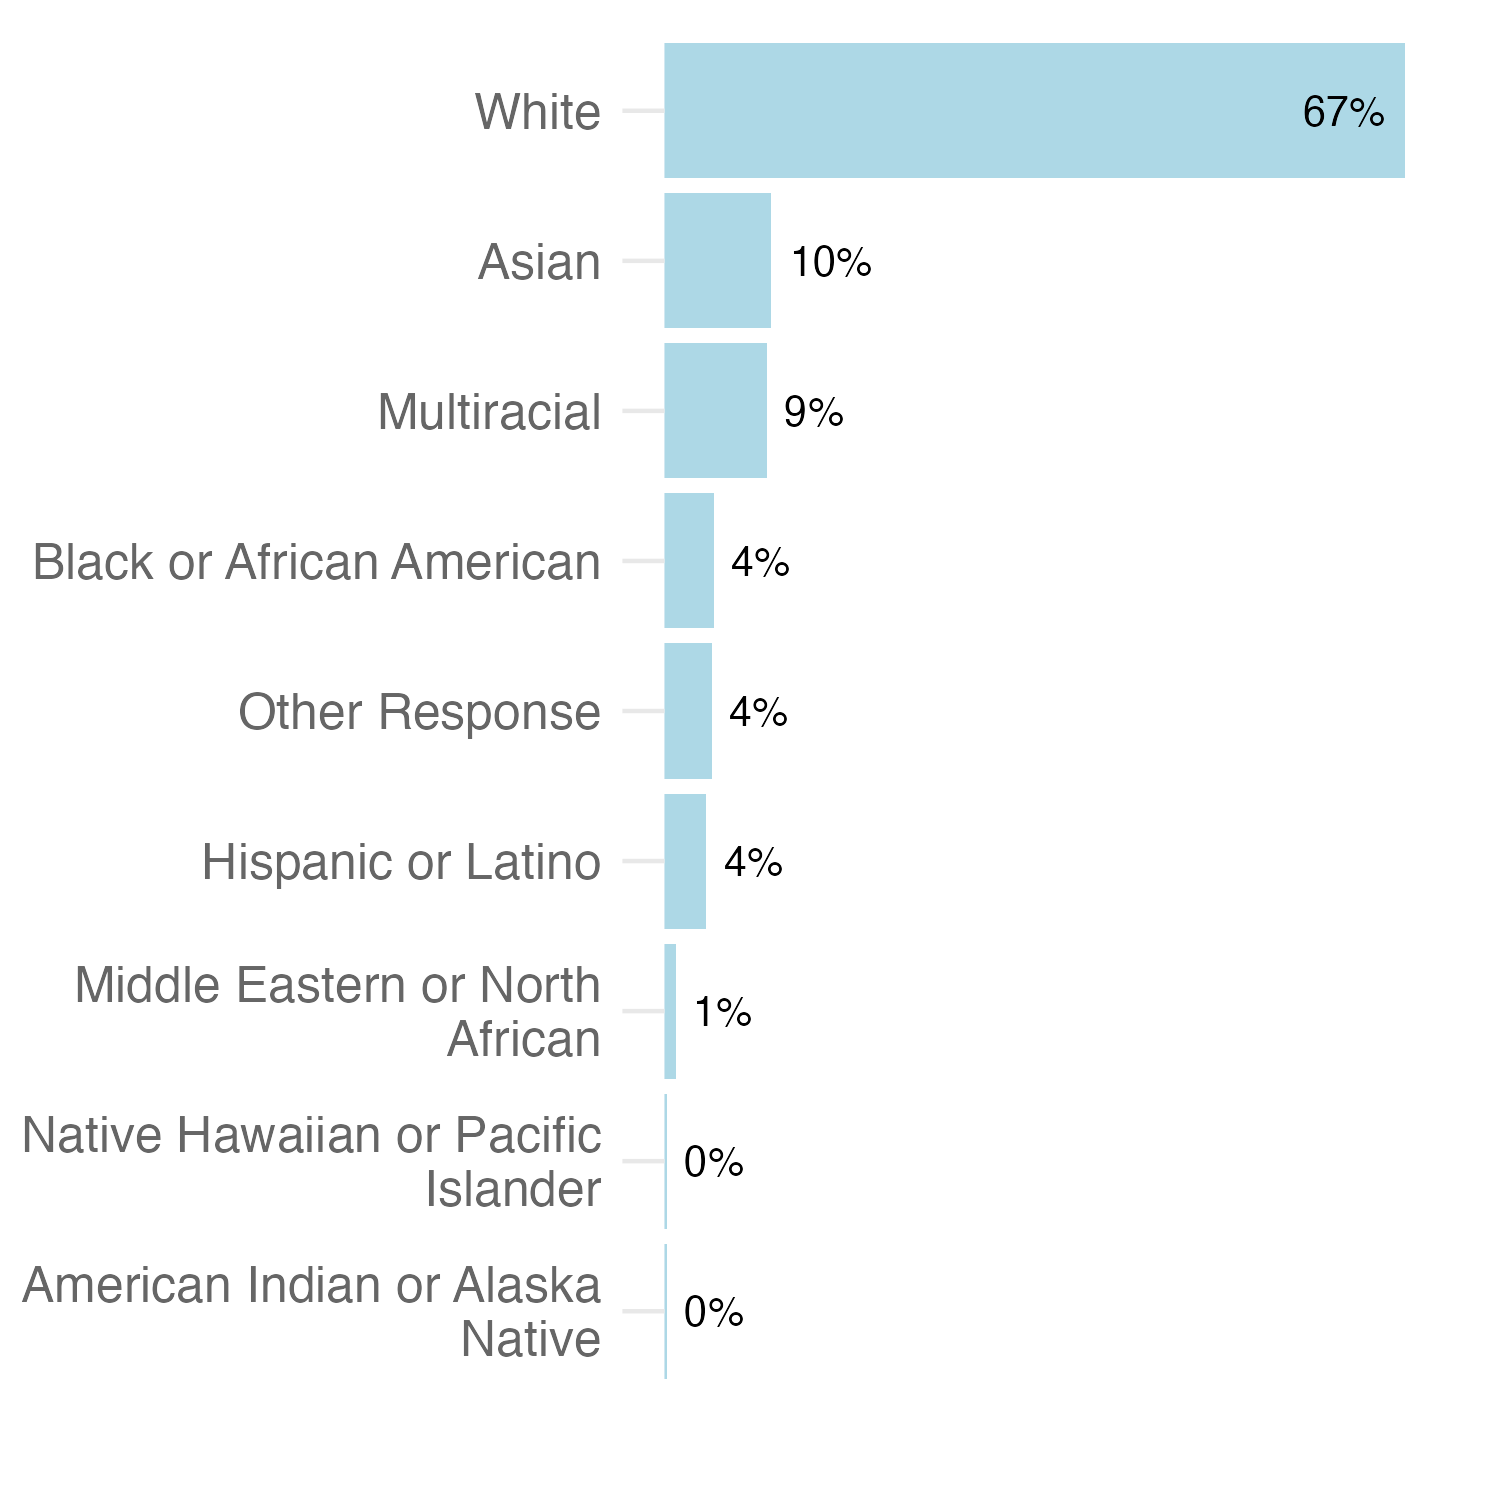 White
67%
Asian
10%
Multiracial
9%
Black or African American
4%
Other Response
4%
Hispanic or Latino
4%
Middle Eastern or North
African
1%
Native Hawaiian or Pacific
Islander
0%
American Indian or Alaska
Native
0%